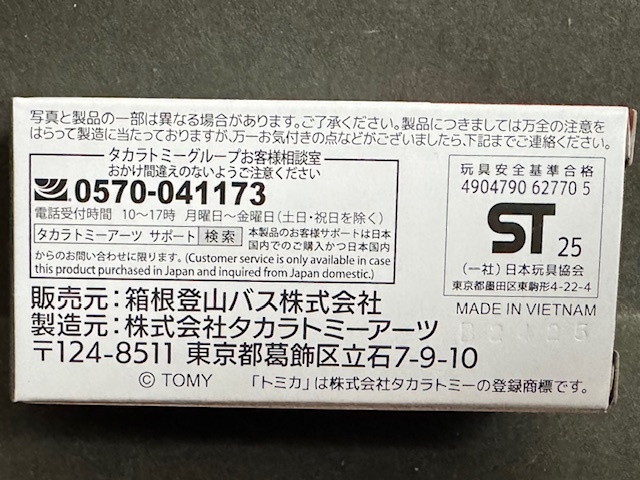 写真と製品の一部は異なる場合があります。ご了承ください。製品につきましては万全の注意を
はらって製造に当たっておりますが、万一お気付きの点などがございましたら、下記までご連絡ください。
タカラトミーグループお客様相談室
おかけ間違えのないようご注意ください
0570-041173
電話受付時間 10〜17時 月曜日〜金曜日(土日・祝日を除く)
タカラトミーアーツ サポート 検索
本製品のお客様サポートは日本
国内でのご購入かつ日本国内
からのお問い合わせに限ります。(Customer service is only available in case
this product purchased in Japan and inquired from Japan domestic.)
玩具安全基準合格
4904790 62770 5
ST 25
(一社)日本玩具協会
東京都墨田区東駒形4-22-4
MADE IN VIETNAM
販売元：箱根登山バス株式会社
製造元：株式会社タカラトミーアーツ
〒124-8511 東京都葛飾区立石7-9-10
© TOMY 「トミカ」は株式会社タカラトミーの登録商標です。